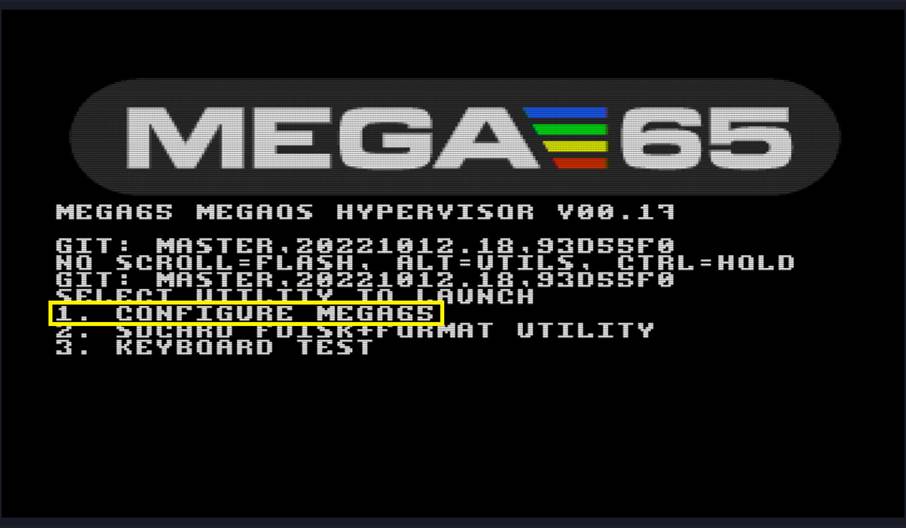 MEGA65
MEGA65 MEGAOS HYPERVISOR V00.17
GIT: MASTER,20221012.18,93D55F0
NO SCROLL=FLASH, ALT=UTILS, CTRL=HOLD
GIT: MASTER,20221012.18,93D55F0
SELECT UTILITY TO LAUNCH
1. CONFIGURE MEGA65
2. SDCARD FDISK+FORMAT UTILITY
3. KEYBOARD TEST